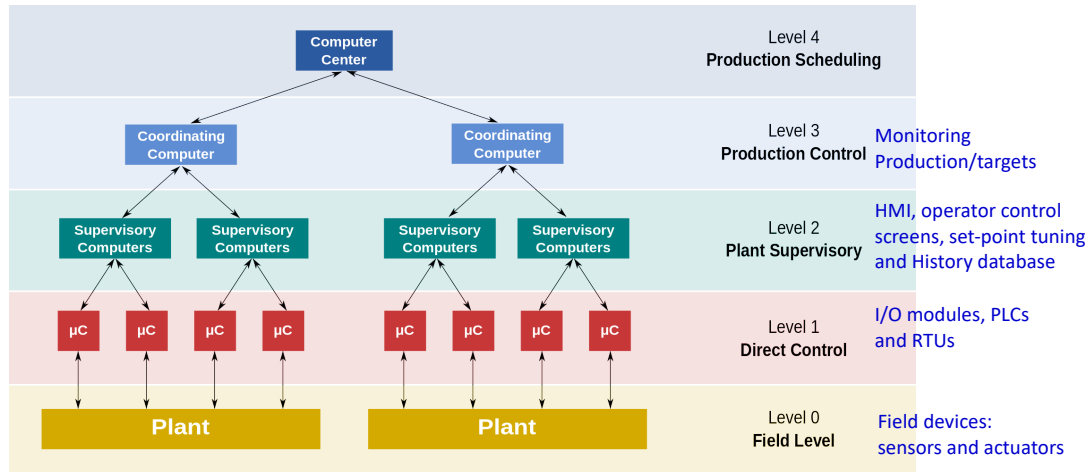 Computer
Center
Level 4
Production Scheduling
Coordinating
Computer
Coordinating
Computer
Level 3
Production Control
Monitoring
Production/targets
Supervisory
Computers
Supervisory
Computers
Supervisory
Computers
Supervisory
Computers
Level 2
Plant Supervisory
HMI, operator control
screens, set-point tuning
and History database
µC
µC
µC
µC
µC
µC
µC
µC
Level 1
Direct Control
I/O modules, PLCs
and RTUs
Plant
Plant
Level 0
Field Level
Field devices:
sensors and actuators